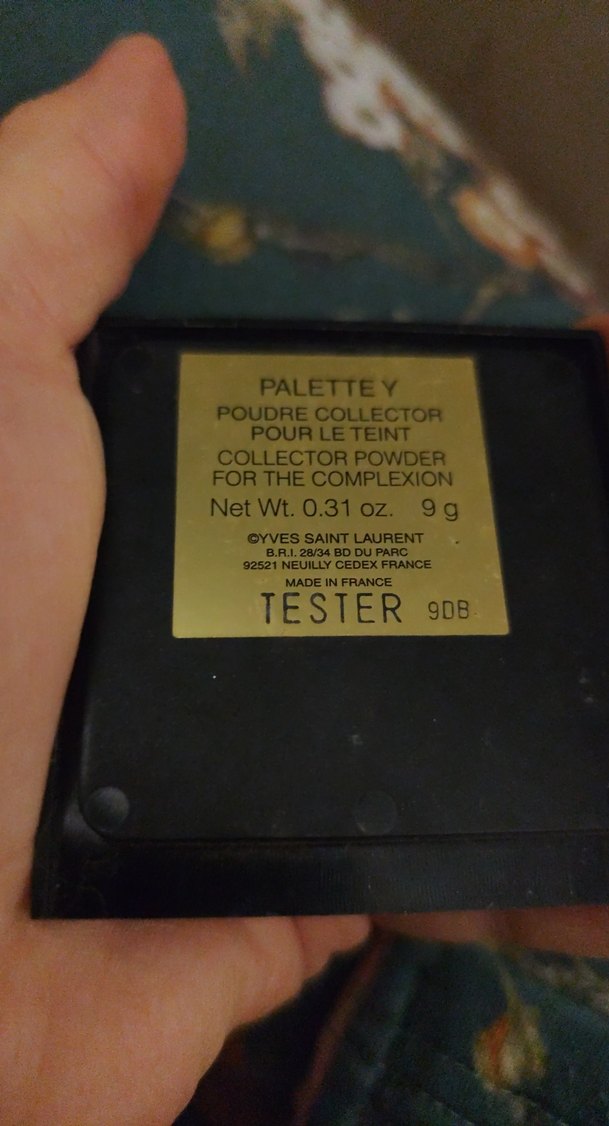 PALETTE Y
POUDRE COLLECTOR
POUR LE TEINT
COLLECTOR POWDER
FOR THE COMPLEXION
Net Wt. 0.31 oz. 9 g
©YVES SAINT LAURENT
B.R.I. 28/34 BD DU PARC
92521 NEUILLY CEDEX FRANCE
MADE IN FRANCE
TESTER 9DB